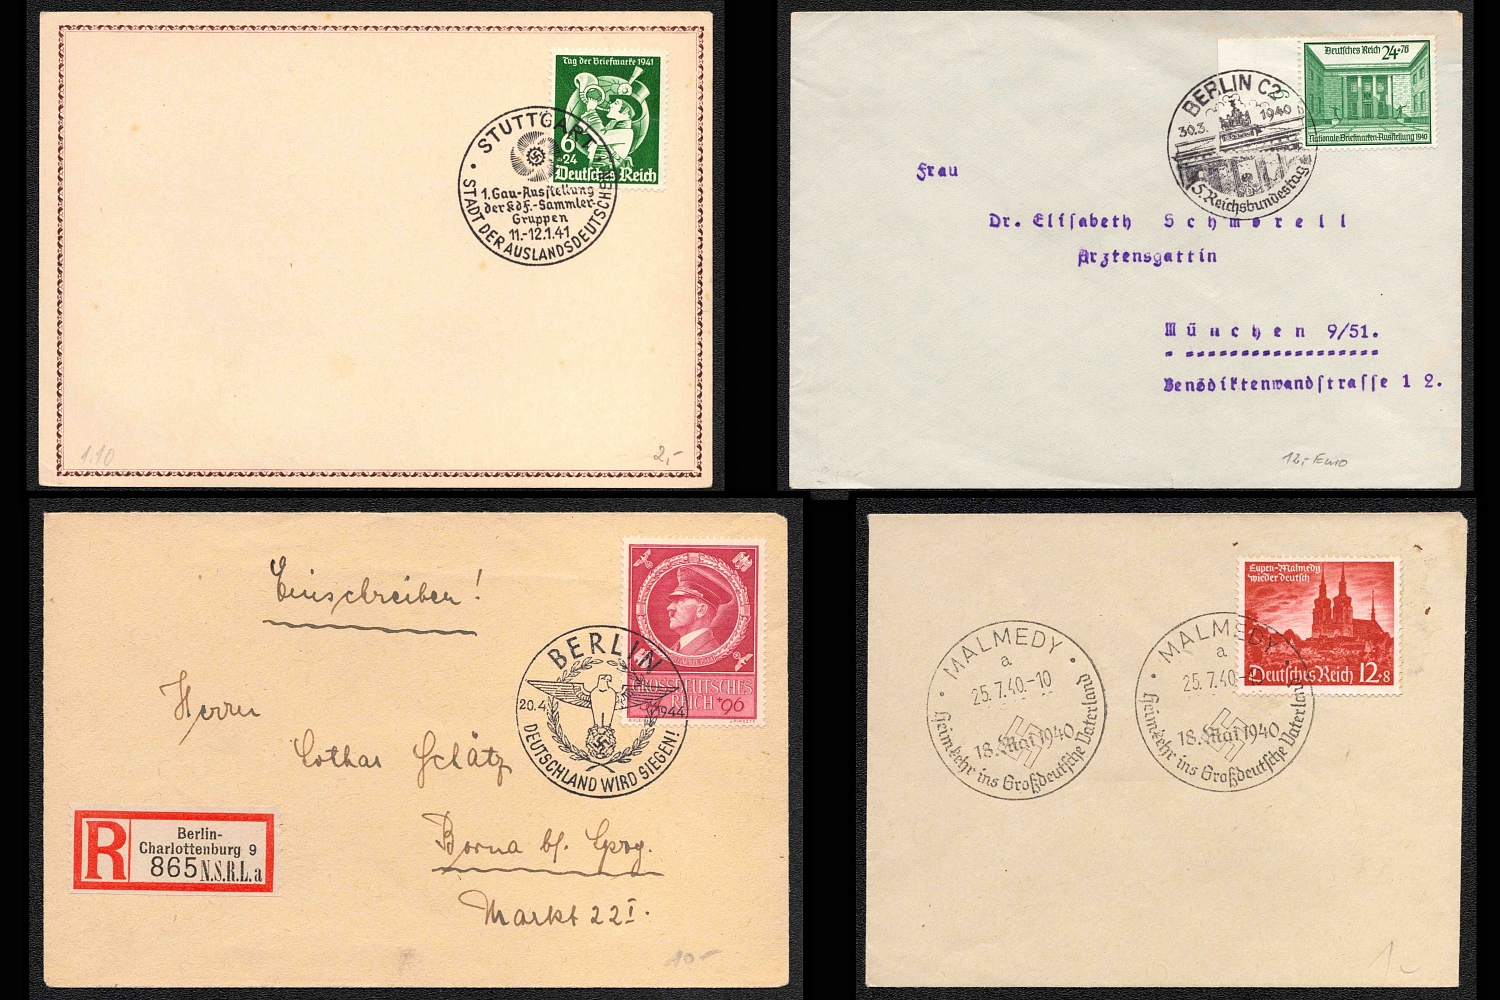 Tag der Briefmarke 1941
6
+24
Deutsches Reich
STUTTGART
1. Gau-Ausstellung
der KdF.-Sammler-
Gruppen
11.-12.1.41
STADT DER AUSLANDSDEUTSCHEN
1.10
2,-
Deutsches Reich 24+76
Nationale Briefmarken-Ausstellung 1940
BERLIN C2
30.3. 1940
5. Reichsbundestag
Frau
Dr. Elisabeth Schmorell
Arztensgattin
München 9/51.
Benediktenwandstrasse 12.
12,- Euro
Einschreiben!
GROSSDEUTSCHES
REICH +96
BERLIN
20.4. 1944
DEUTSCHLAND WIRD SIEGEN!
Herrn
Lothar Schätz
Borna b/
Markt 22 I.
R
Berlin-
Charlottenburg 9
865 N.S.R.L. a
10-
Eupen-Malmedy
wieder deutsch
Deutsches Reich 12+8
MALMEDY
a
25.7.40.-10
18. Mai 1940
Heimkehr ins Großdeutsche Vaterland
MALMEDY
a
25.7.40.-10
18. Mai 1940
Heimkehr ins Großdeutsche Vaterland
1-